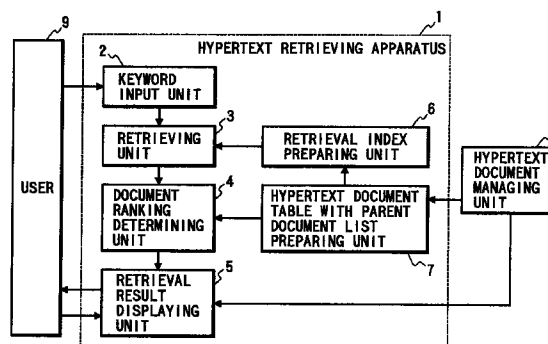 1
9
HYPERTEXT RETRIEVING APPARATUS
2
KEYWORD
INPUT UNIT
3
6
RETRIEVING
UNIT
RETRIEVAL INDEX
PREPARING UNIT
HYPERTEXT
DOCUMENT
MANAGING
UNIT
USER
4
DOCUMENT
RANKING
DETERMINING
UNIT
HYPERTEXT DOCUMENT
TABLE WITH PARENT
DOCUMENT LIST
PREPARING UNIT
7
5
RETRIEVAL
RESULT
DISPLAYING
UNIT